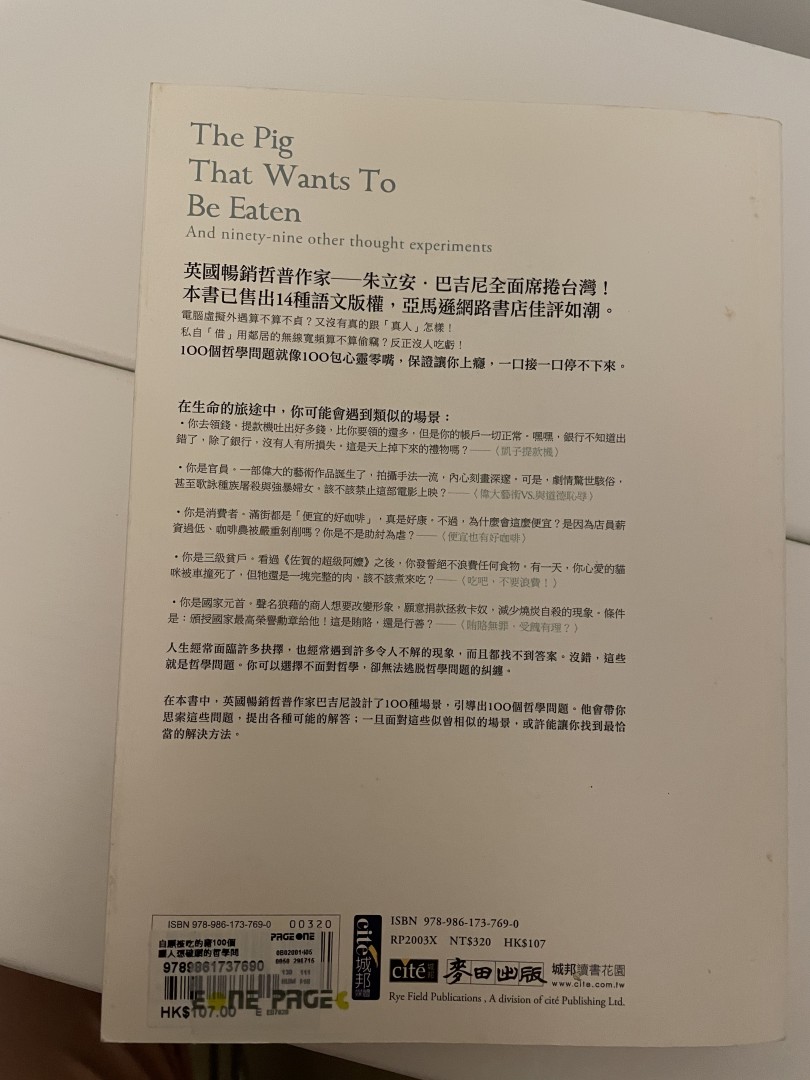 The Pig
That Wants To
Be Eaten
And ninety-nine other thought experiments
英國暢銷哲普作家——朱立安・巴吉尼全面席捲台灣！
本書已售出14種語文版權，亞馬遜網路書店佳評如潮。
電腦虛擬外遇算不算不貞？又沒有真的跟「真人」怎樣！
私自「借」用鄰居的無線寬頻算不算偷竊？反正沒人吃虧！
100個哲學問題就像100包心靈零嘴，保證讓你上癮，一口接一口停不下來。
在生命的旅途中，你可能會遇到類似的場景：
・你去領錢。提款機吐出好多錢，比你要領的還多，但是你的帳戶一切正常。嘿嘿，銀行不知道出
錯了，除了銀行，沒有人有所損失。這是天上掉下來的禮物嗎？——〈凱子提款機〉
・你是官員。一部偉大的藝術作品誕生了，拍攝手法一流，內心刻畫深邃。可是，劇情驚世駭俗，
甚至歌詠種族屠殺與強暴婦女。該不該禁止這部電影上映？——〈偉大藝術VS.與道德恥辱〉
・你是消費者。滿街都是「便宜的好咖啡」，真是好康。不過，為什麼會這麼便宜？是因為店員薪
資過低、咖啡農被嚴重剝削嗎？你是不是助紂為虐？——〈便宜也有好咖啡〉
・你是三級貧戶。看過《佐賀的超級阿嬤》之後，你發誓絕不浪費任何食物。有一天，你心愛的貓
咪被車撞死了，但牠還是一塊完整的肉，該不該煮來吃？——〈吃吧，不要浪費！〉
・你是國家元首。聲名狼藉的商人想要改變形象，願意捐款拯救卡奴，減少燒炭自殺的現象。條件
是：頒授國家最高榮譽勳章給他！這是賄賂，還是行善？——〈賄賂無罪，受餽有理？〉
人生經常面臨許多抉擇，也經常遇到許多令人不解的現象，而且都找不到答案。沒錯，這些
就是哲學問題。你可以選擇不面對哲學，卻無法逃脫哲學問題的糾纏。
在本書中，英國暢銷哲普作家巴吉尼設計了100種場景，引導出100個哲學問題。他會帶你
思索這些問題，提出各種可能的解答；一旦面對這些似曾相似的場景，或許能讓你找到最恰
當的解決方法。
ISBN 978-986-173-769-0 00320
PAGE ONE
自願被吃的豬100個
讓人想破頭的哲學問
9789861737690
HK$107.00
cité城邦
ISBN 978-986-173-769-0
RP2003X NT$320 HK$107
cité
麥田出版
城邦讀書花園
www.cite.com.tw
Rye Field Publications , A division of cité Publishing Ltd.